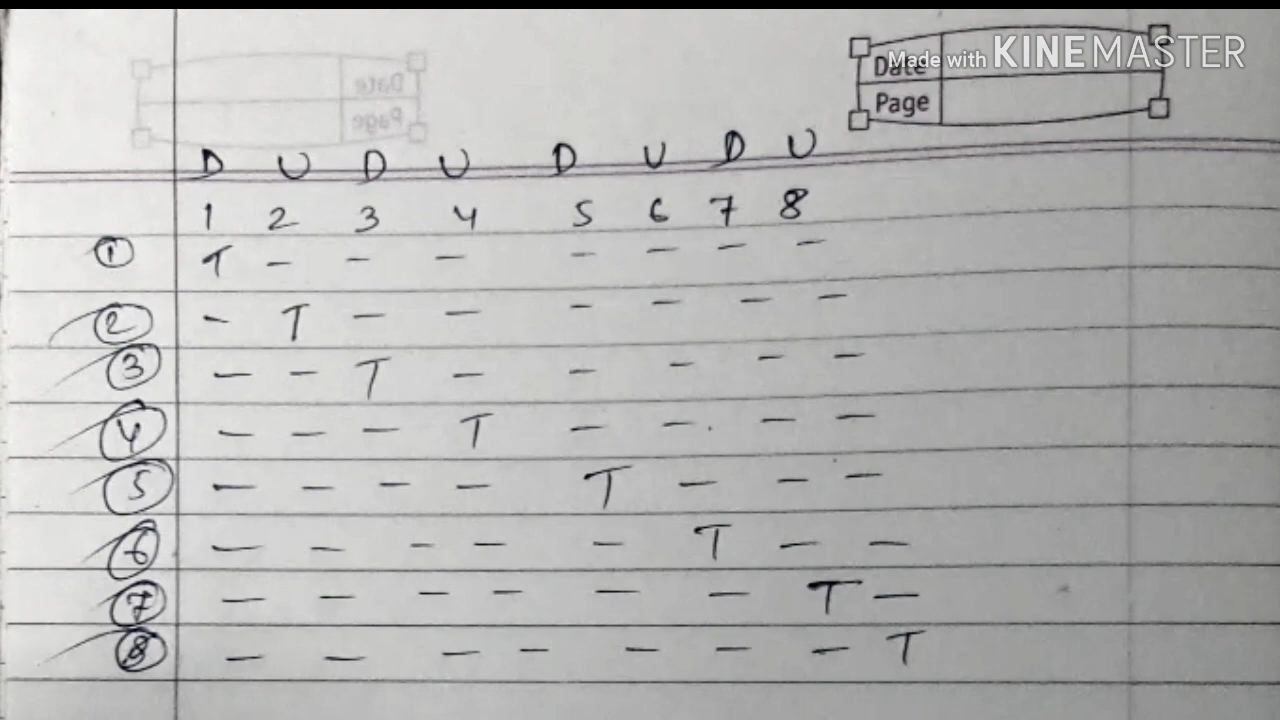 Made with KINEMASTER
Date
Page
D U D U D U D U
1 2 3 4 5 6 7 8
① T - - - - - - -
② - T - - - - - -
③ - - T - - - - -
④ - - - T - - - -
⑤ - - - - T - - -
⑥ - - - - - T - -
⑦ - - - - - - T -
⑧ - - - - - - - T